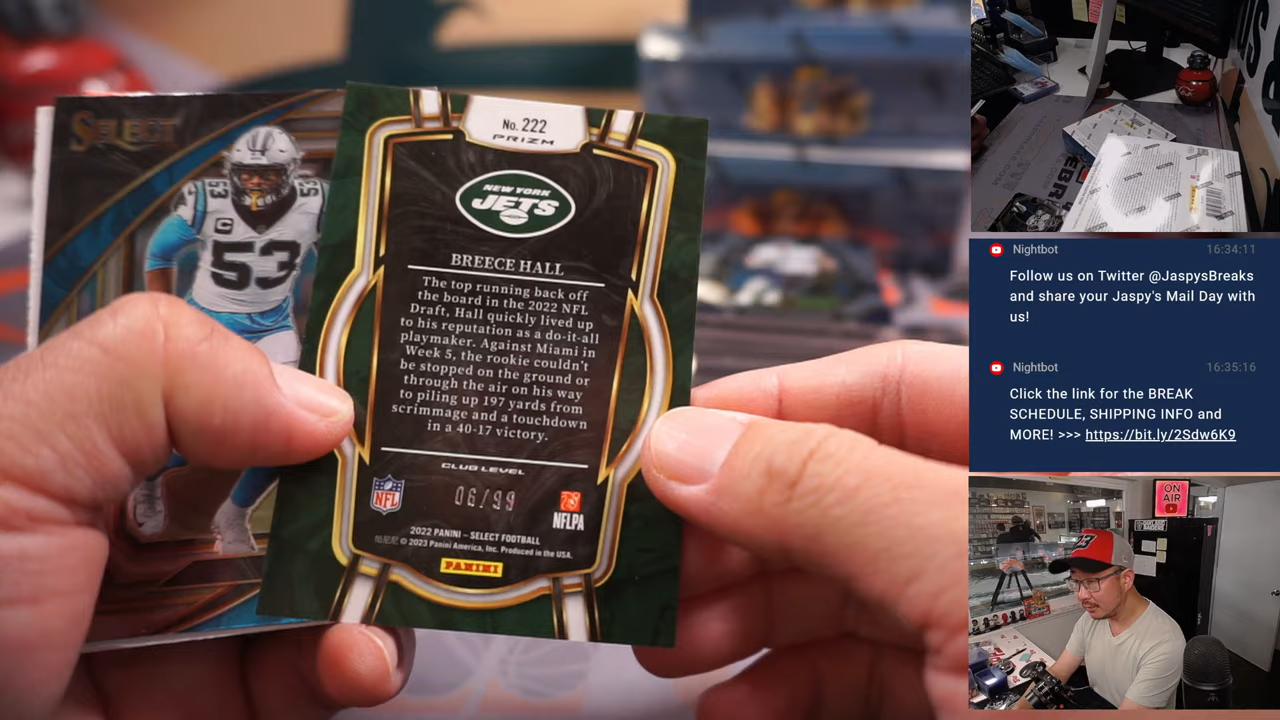 SELECT
53
53
53
C
No. 222
PRIZM
NEW YORK
JETS
BREECE HALL
The top running back off
the board in the 2022 NFL
Draft, Hall quickly lived up
to his reputation as a do-it-all
playmaker. Against Miami in
Week 5, the rookie couldn't
be stopped on the ground or
through the air on his way
to piling up 197 yards from
scrimmage and a touchdown
in a 40-17 victory.
CLUB LEVEL
06/99
NFL
NFLPA
2022 PANINI – SELECT FOOTBALL
© 2023 Panini America, Inc. Produced in the USA.
PANINI
Nightbot
16:34:11
Follow us on Twitter @JaspysBreaks
and share your Jaspy's Mail Day with
us!
Nightbot
16:35:16
Click the link for the BREAK
SCHEDULE, SHIPPING INFO and
MORE! >>> https://bit.ly/2Sdw6K9
ON
AIR